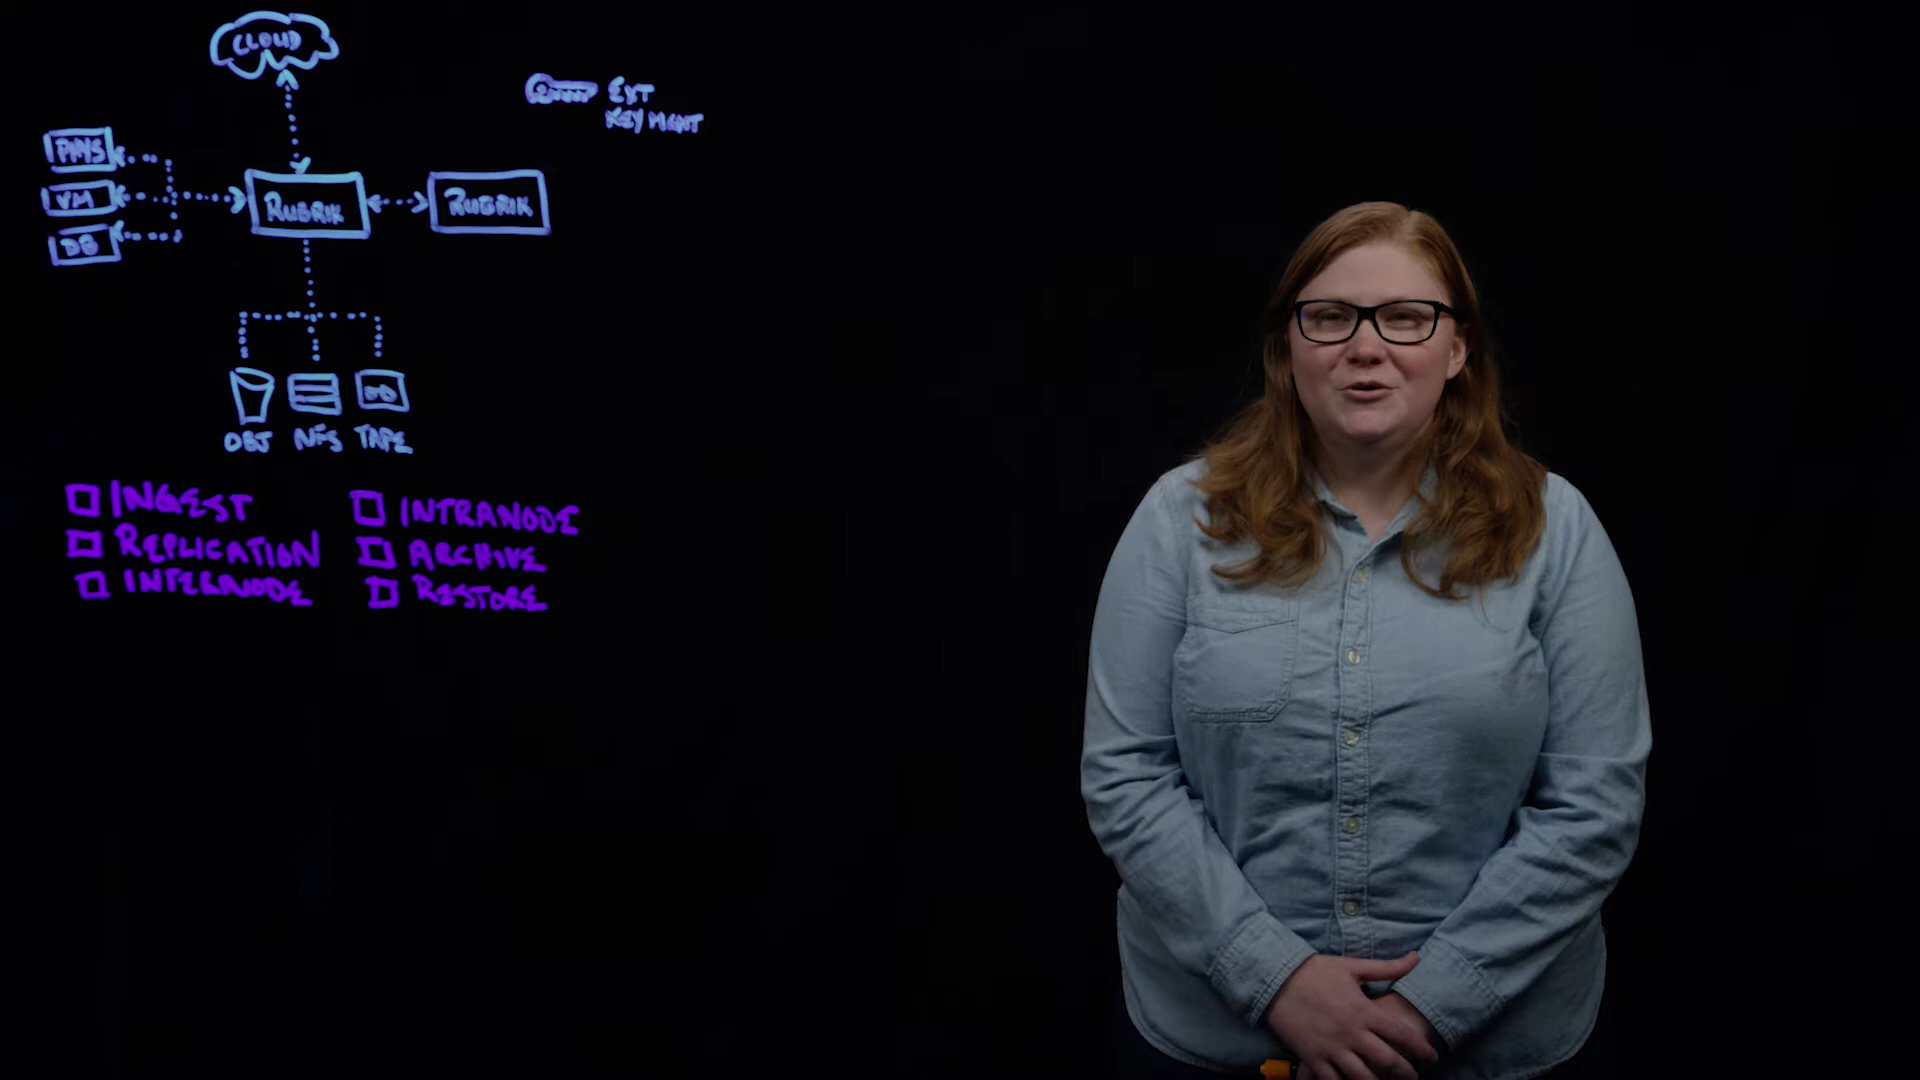 CLOUD
EXT
KEY MGMT
PHYS
VM
DB
RUBRIK
RUBRIK
OBJ NFS TAPE
INGEST
REPLICATION
INTERNODE
INTRANODE
ARCHIVE
RESTORE